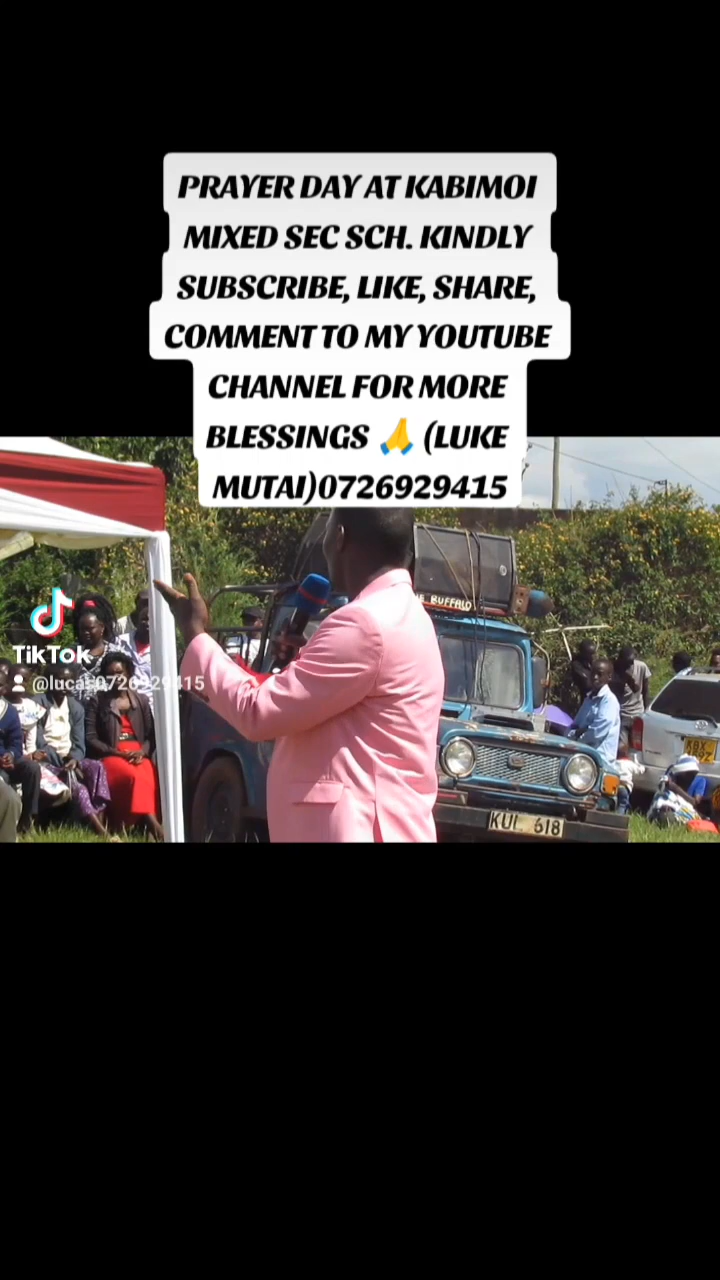 PRAYER DAY AT KABIMOI
MIXED SEC SCH. KINDLY
SUBSCRIBE, LIKE, SHARE,
COMMENT TO MY YOUTUBE
CHANNEL FOR MORE
BLESSINGS 🙏 (LUKE
MUTAI)0726929415
BUFFALO
TikTok
@lucas0726929415
KUL 618